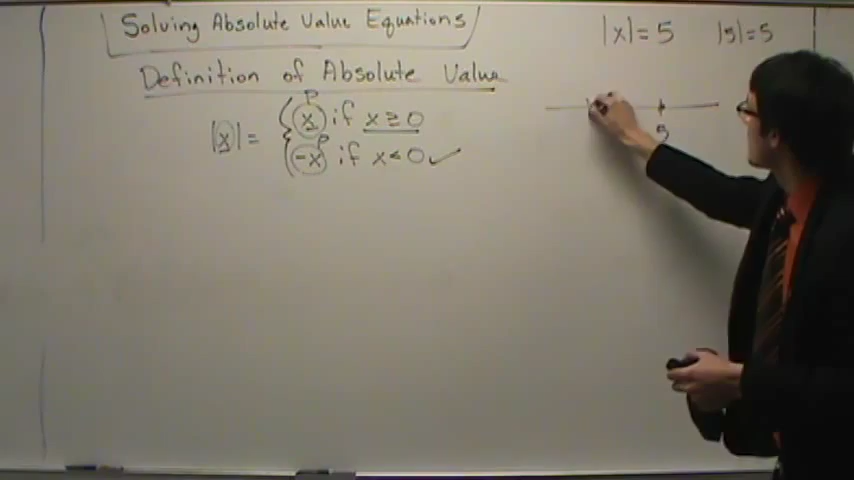 Solving Absolute Value Equations
|x|=5 |5|=5
Definition of Absolute Value
P
|x|= x if x≥0
P
-x if x<0 ✓
5